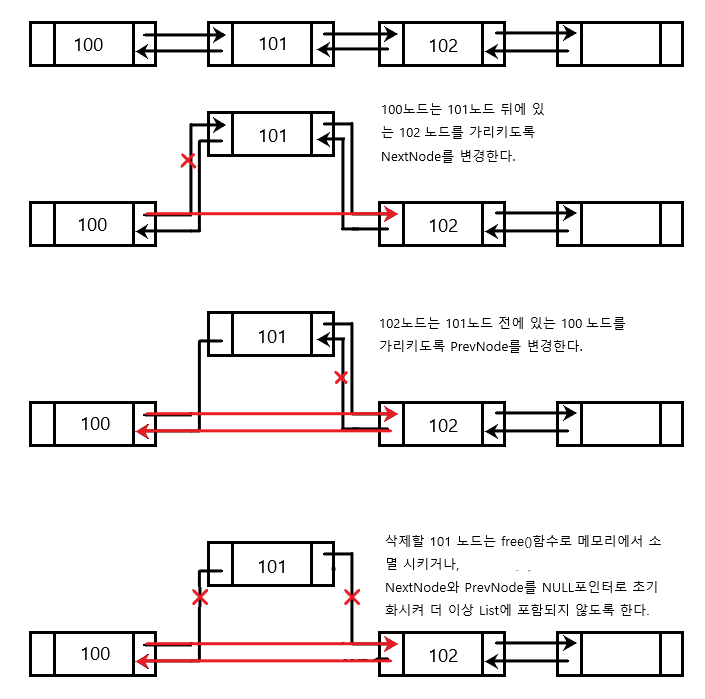 100
101
102
101
100노드는 101노드 뒤에 있
는 102 노드를 가리키도록
NextNode를 변경한다.
100
102
101
102노드는 101노드 전에 있는 100 노드를
가리키도록 PrevNode를 변경한다.
100
102
101
삭제할 101 노드는 free()함수로 메모리에서 소
멸 시키거나,
NextNode와 PrevNode를 NULL포인터로 초기
화시켜 더 이상 List에 포함되지 않도록 한다.
100
102